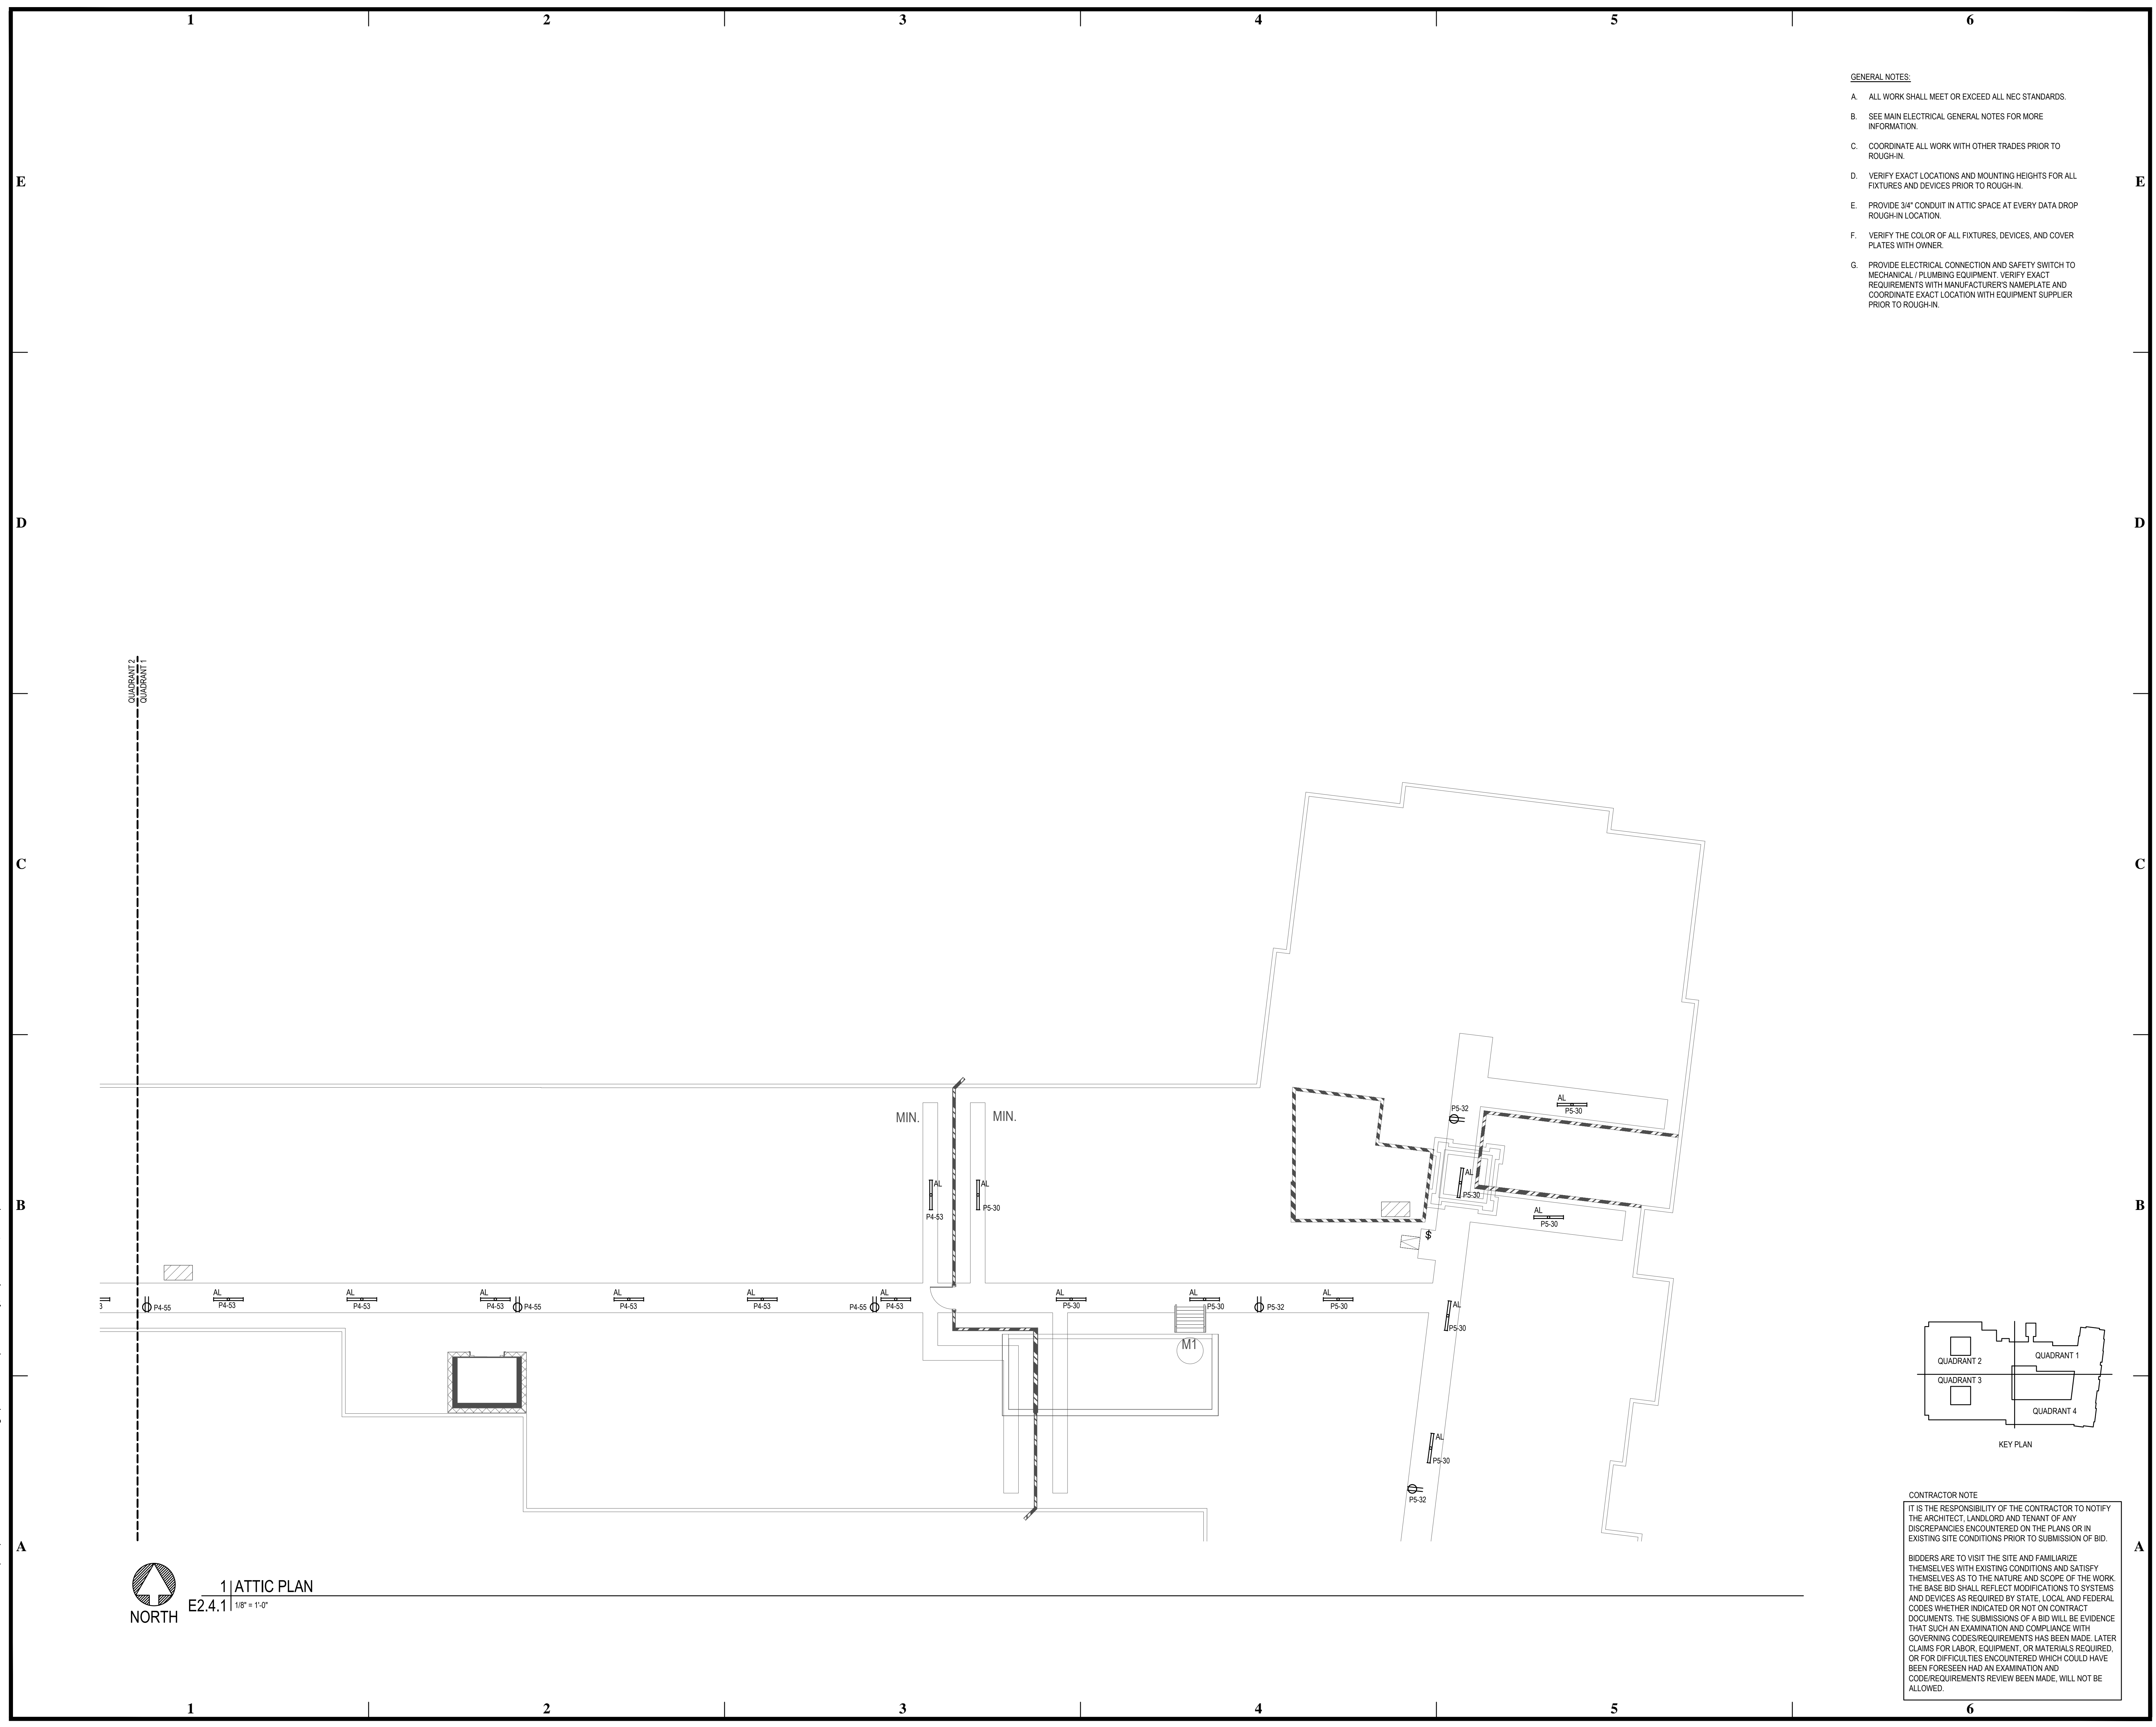 1 2 3 4 5 6
GENERAL NOTES:
A. ALL WORK SHALL MEET OR EXCEED ALL NEC STANDARDS.
B. SEE MAIN ELECTRICAL GENERAL NOTES FOR MORE
INFORMATION.
C. COORDINATE ALL WORK WITH OTHER TRADES PRIOR TO
ROUGH-IN.
D. VERIFY EXACT LOCATIONS AND MOUNTING HEIGHTS FOR ALL
FIXTURES AND DEVICES PRIOR TO ROUGH-IN.
E. PROVIDE 3/4" CONDUIT IN ATTIC SPACE AT EVERY DATA DROP
ROUGH-IN LOCATION.
F. VERIFY THE COLOR OF ALL FIXTURES, DEVICES, AND COVER
PLATES WITH OWNER.
G. PROVIDE ELECTRICAL CONNECTION AND SAFETY SWITCH TO
MECHANICAL / PLUMBING EQUIPMENT. VERIFY EXACT
REQUIREMENTS WITH MANUFACTURER'S NAMEPLATE AND
COORDINATE EXACT LOCATION WITH EQUIPMENT SUPPLIER
PRIOR TO ROUGH-IN.
E E
D D
QUADRANT 2
QUADRANT 1
C C
AL
P5-32 P5-30
MIN. MIN.
AL
P5-30
AL AL
P4-53 P5-30
B B
AL
P5-30
$
AL AL AL AL AL AL AL AL AL
3 P4-55 P4-53 P4-53 P4-53 P4-55 P4-53 P4-53 P4-55 P4-53 P5-30 P5-30 P5-32 P5-30
AL
P5-30
M1
AL
P5-30
P5-32
QUADRANT 2
QUADRANT 1
QUADRANT 3
QUADRANT 4
KEY PLAN
CONTRACTOR NOTE
IT IS THE RESPONSIBILITY OF THE CONTRACTOR TO NOTIFY
THE ARCHITECT, LANDLORD AND TENANT OF ANY
DISCREPANCIES ENCOUNTERED ON THE PLANS OR IN
EXISTING SITE CONDITIONS PRIOR TO SUBMISSION OF BID.
BIDDERS ARE TO VISIT THE SITE AND FAMILIARIZE
THEMSELVES WITH EXISTING CONDITIONS AND SATISFY
THEMSELVES AS TO THE NATURE AND SCOPE OF THE WORK.
THE BASE BID SHALL REFLECT MODIFICATIONS TO SYSTEMS
AND DEVICES AS REQUIRED BY STATE, LOCAL AND FEDERAL
CODES WHETHER INDICATED OR NOT ON CONTRACT
DOCUMENTS. THE SUBMISSIONS OF A BID WILL BE EVIDENCE
THAT SUCH AN EXAMINATION AND COMPLIANCE WITH
GOVERNING CODES/REQUIREMENTS HAS BEEN MADE. LATER
CLAIMS FOR LABOR, EQUIPMENT, OR MATERIALS REQUIRED,
OR FOR DIFFICULTIES ENCOUNTERED WHICH COULD HAVE
BEEN FORESEEN HAD AN EXAMINATION AND
CODE/REQUIREMENTS REVIEW BEEN MADE, WILL NOT BE
ALLOWED.
A A
1 ATTIC PLAN
E2.4.1 1/8" = 1'-0"
NORTH
1 2 3 4 5 6